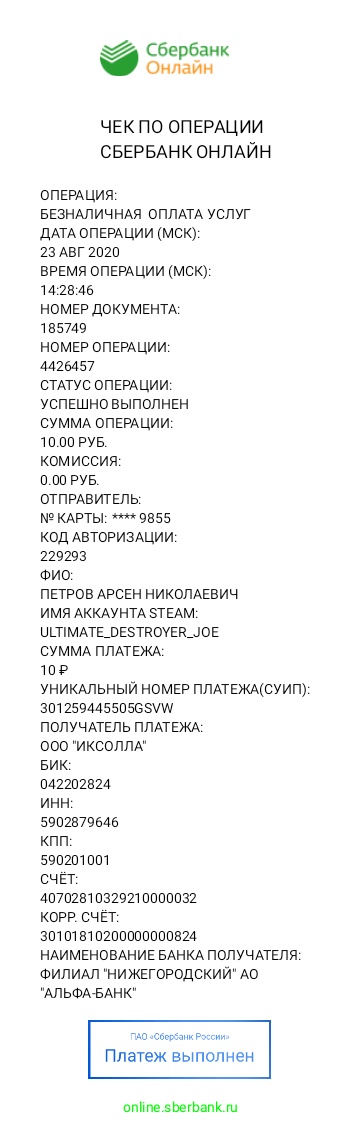 Сбербанк
Онлайн
ЧЕК ПО ОПЕРАЦИИ
СБЕРБАНК ОНЛАЙН
ОПЕРАЦИЯ:
БЕЗНАЛИЧНАЯ ОПЛАТА УСЛУГ
ДАТА ОПЕРАЦИИ (МСК):
23 АВГ 2020
ВРЕМЯ ОПЕРАЦИИ (МСК):
14:28:46
НОМЕР ДОКУМЕНТА:
185749
НОМЕР ОПЕРАЦИИ:
4426457
СТАТУС ОПЕРАЦИИ:
УСПЕШНО ВЫПОЛНЕН
СУММА ОПЕРАЦИИ:
10.00 РУБ.
КОМИССИЯ:
0.00 РУБ.
ОТПРАВИТЕЛЬ:
№ КАРТЫ: **** 9855
КОД АВТОРИЗАЦИИ:
229293
ФИО:
ПЕТРОВ АРСЕН НИКОЛАЕВИЧ
ИМЯ АККАУНТА STEAM:
ULTIMATE_DESTROYER_JOE
СУММА ПЛАТЕЖА:
10 ₽
УНИКАЛЬНЫЙ НОМЕР ПЛАТЕЖА(СУИП):
301259445505GSVW
ПОЛУЧАТЕЛЬ ПЛАТЕЖА:
ООО "ИКСОЛЛА"
БИК:
042202824
ИНН:
5902879646
КПП:
590201001
СЧЁТ:
40702810329210000032
КОРР. СЧЁТ:
30101810200000000824
НАИМЕНОВАНИЕ БАНКА ПОЛУЧАТЕЛЯ:
ФИЛИАЛ "НИЖЕГОРОДСКИЙ" АО
"АЛЬФА-БАНК"
ПАО «Сбербанк России»
Платеж выполнен
online.sberbank.ru